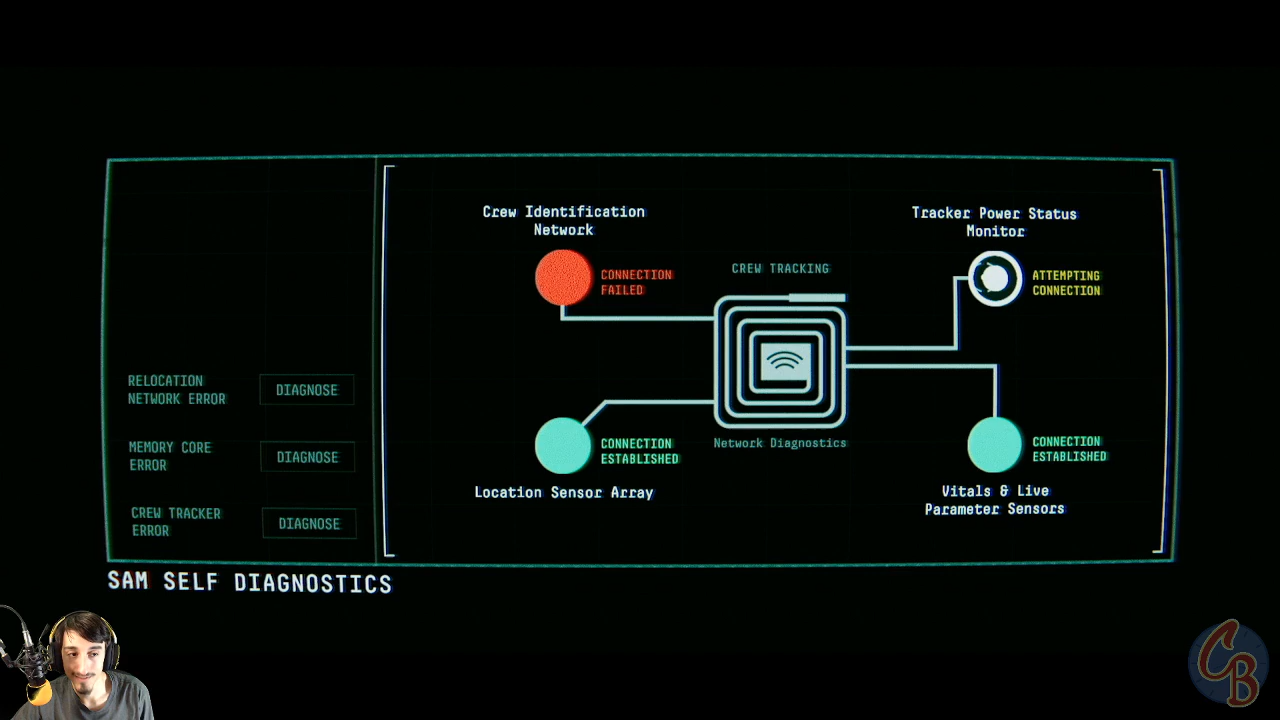 Crew Identification
Network
CONNECTION
FAILED
Tracker Power Status
Monitor
ATTEMPTING
CONNECTION
CREW TRACKING
Network Diagnostics
CONNECTION
ESTABLISHED
Location Sensor Array
CONNECTION
ESTABLISHED
Vitals & Live
Parameter Sensors
RELOCATION
NETWORK ERROR
DIAGNOSE
MEMORY CORE
ERROR
DIAGNOSE
CREW TRACKER
ERROR
DIAGNOSE
SAM SELF DIAGNOSTICS
CB